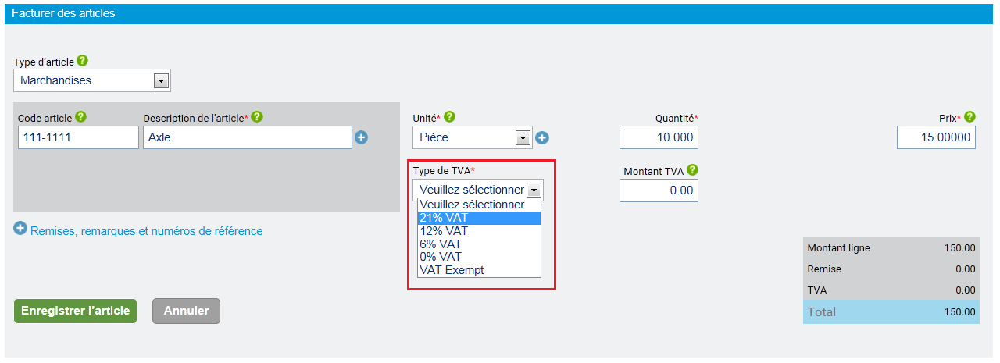 Facturer des articles
Type d'article ?
Marchandises
Code article ? Description de l'article* ? Unité* ? Quantité* Prix* ?
111-1111 Axle Pièce 10.000 15.00000
Type de TVA* Montant TVA ?
Veuillez sélectionner 0.00
Veuillez sélectionner
21% VAT
12% VAT
6% VAT
0% VAT
VAT Exempt
Remises, remarques et numéros de référence
Montant ligne 150.00
Remise 0.00
TVA 0.00
Total 150.00
Enregistrer l'article Annuler